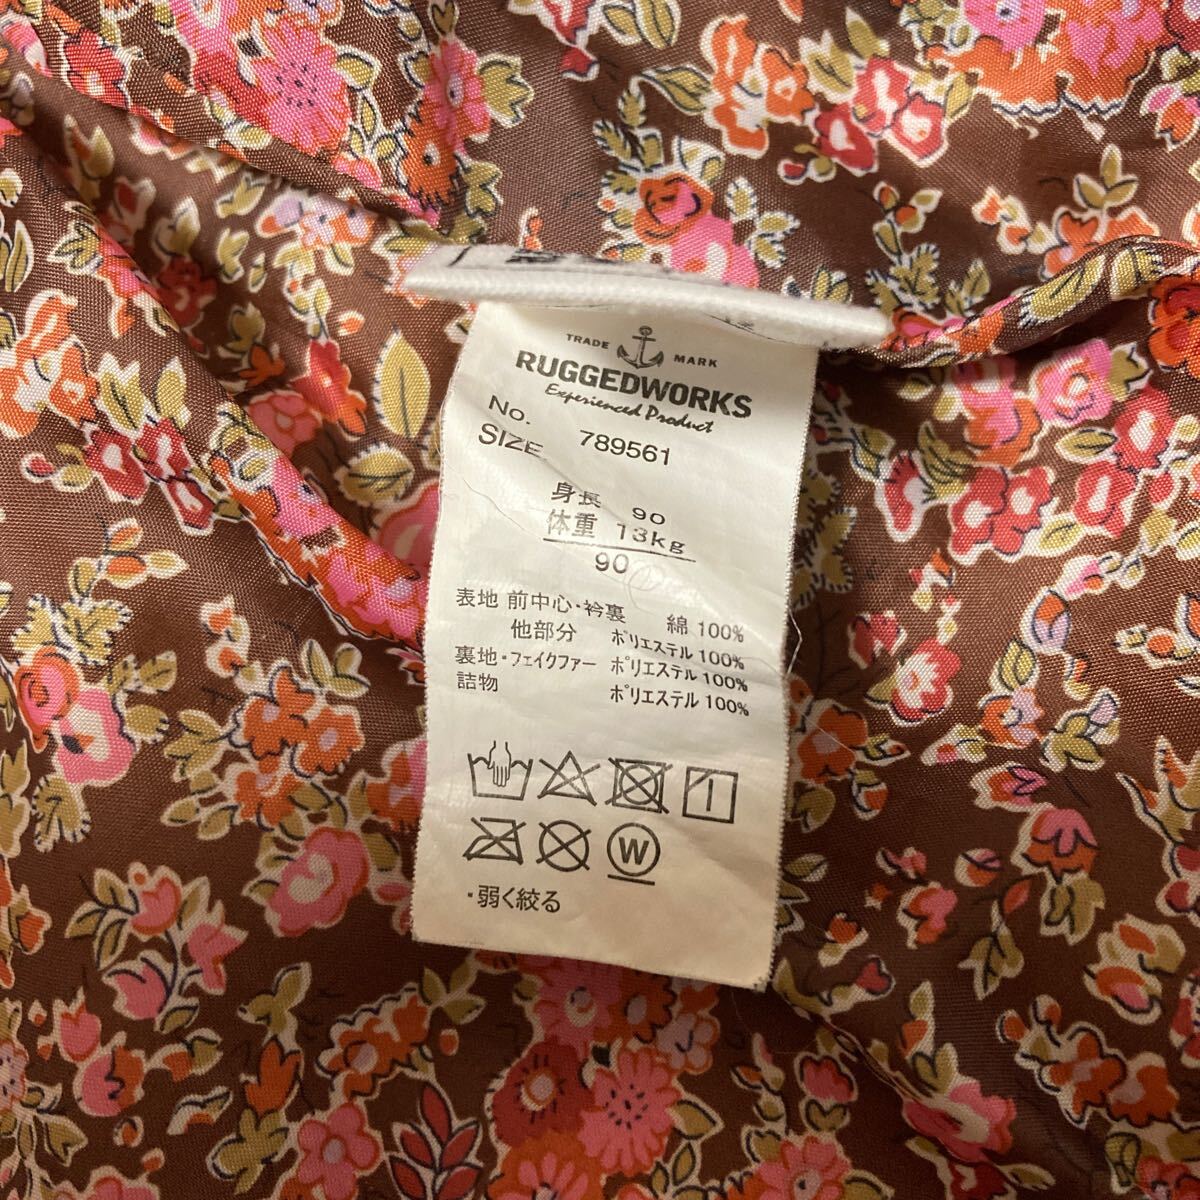 TRADE MARK
RUGGEDWORKS
Experienced Product
No. 789561
SIZE
身長 90
体重 13kg
90
表地 前中心・衿裏 綿 100%
他部分 ポリエステル 100%
裏地・フェイクファー ポリエステル 100%
詰物 ポリエステル 100%
W
・弱く絞る